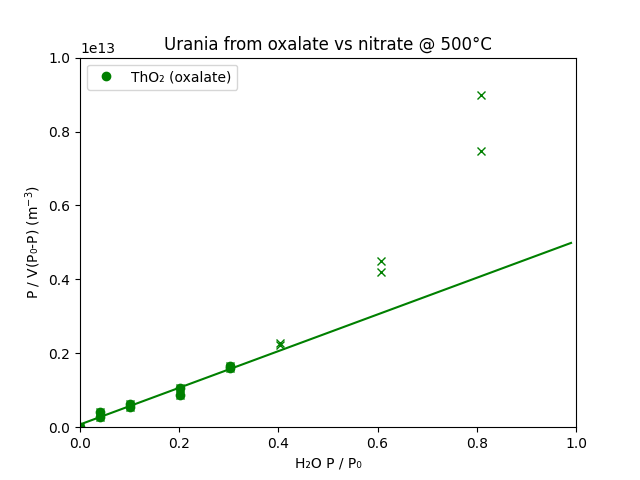 Urania from oxalate vs nitrate @ 500°C
1e13
ThO₂ (oxalate)
P / V(P₀-P) (m⁻³)
1.0
0.8
0.6
0.4
0.2
0.0
0.0 0.2 0.4 0.6 0.8 1.0
H₂O P / P₀